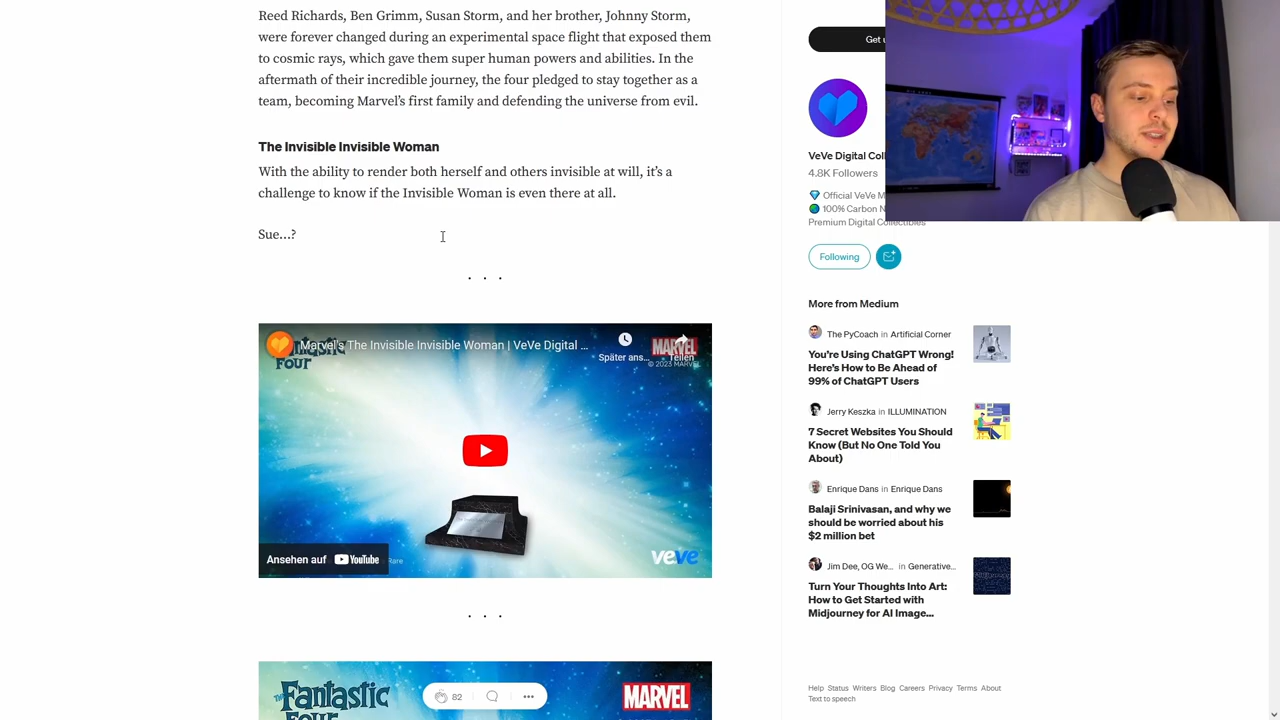 Reed Richards, Ben Grimm, Susan Storm, and her brother, Johnny Storm,
were forever changed during an experimental space flight that exposed them
to cosmic rays, which gave them super human powers and abilities. In the
aftermath of their incredible journey, the four pledged to stay together as a
team, becoming Marvel's first family and defending the universe from evil.
The Invisible Invisible Woman
With the ability to render both herself and others invisible at will, it's a
challenge to know if the Invisible Woman is even there at all.
Sue...?
. . .
Marvel's The Invisible Invisible Woman | VeVe Digital ...
Später ans...
Teilen
FOUR
MARVEL
© 2023 MARVEL
Ansehen auf YouTube
Rare
veve
. . .
Fantastic
MARVEL
82
Get u
VeVe Digital Coll
4.8K Followers
Official VeVe M
100% Carbon N
Premium Digital Collectibles
Following
More from Medium
The PyCoach in Artificial Corner
You're Using ChatGPT Wrong!
Here's How to Be Ahead of
99% of ChatGPT Users
Jerry Keszka in ILLUMINATION
7 Secret Websites You Should
Know (But No One Told You
About)
Enrique Dans in Enrique Dans
Balaji Srinivasan, and why we
should be worried about his
$2 million bet
Jim Dee, OG We... in Generative...
Turn Your Thoughts Into Art:
How to Get Started with
Midjourney for AI Image...
Help Status Writers Blog Careers Privacy Terms About
Text to speech